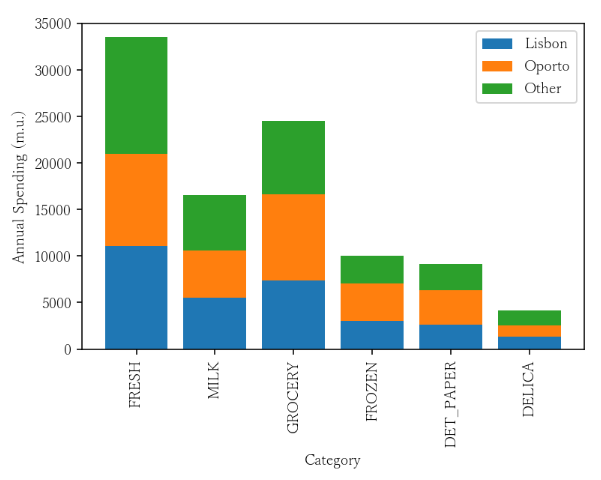 35000
30000
25000
20000
15000
10000
5000
0
Annual Spending (m.u.)
Lisbon
Oporto
Other
FRESH
MILK
GROCERY
FROZEN
DET_PAPER
DELICA
Category